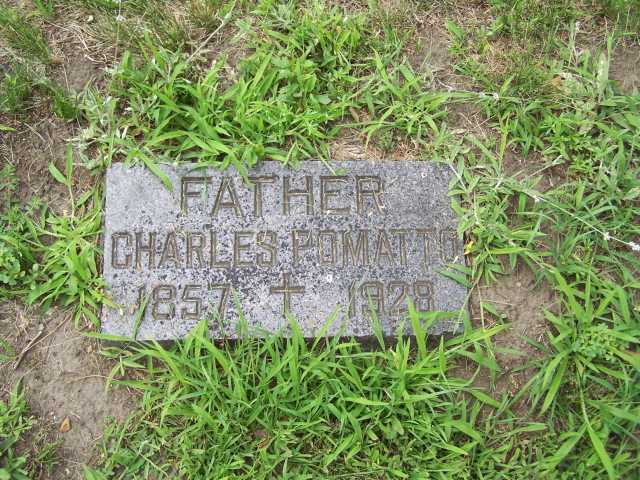 FATHER
CHARLES POMATTO
1857 ✝ 1928